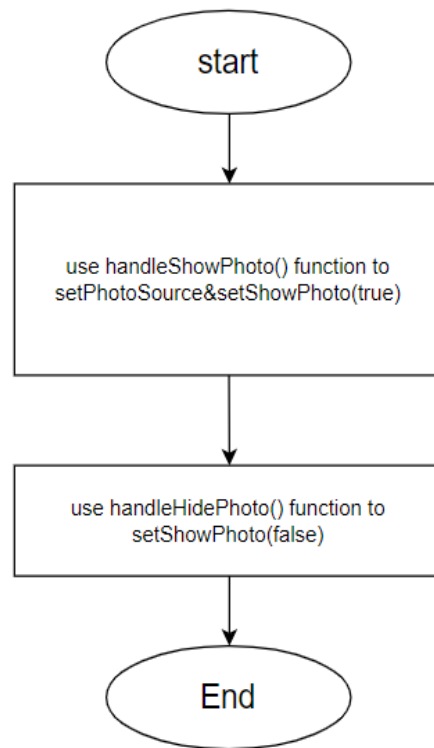 start
use handleShowPhoto() function to
setPhotoSource&setShowPhoto(true)
use handleHidePhoto() function to
setShowPhoto(false)
End